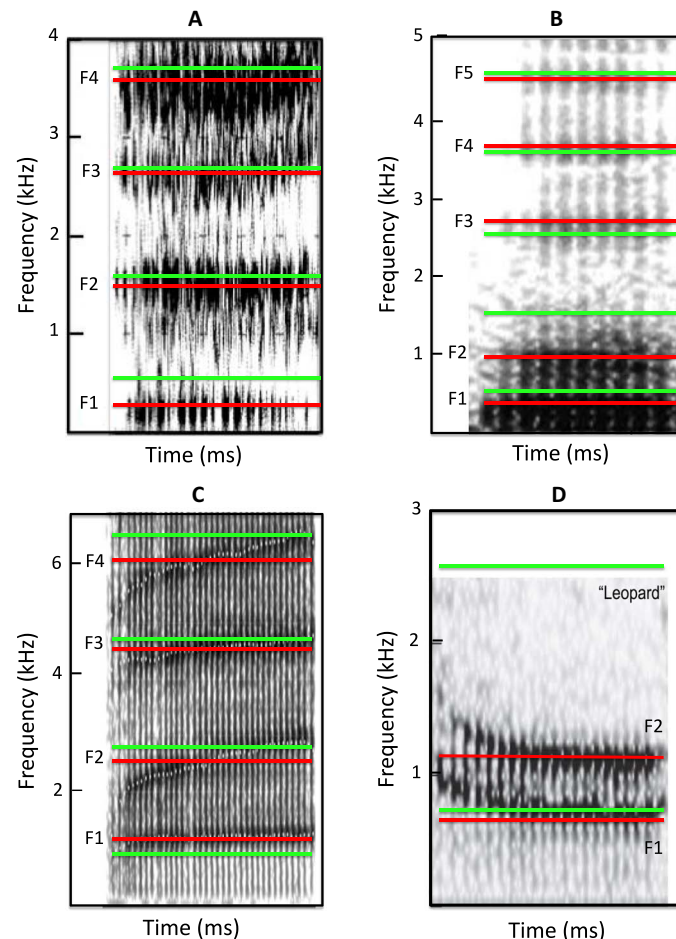 A
4
F4
3
F3
2
F2
1
F1
Frequency (kHz)
Time (ms)
B
5
F5
5
F4
3
F3
2
F2
1
F1
Frequency (kHz)
Time (ms)
C
6
F4
F3
4
F2
2
F1
Frequency (kHz)
Time (ms)
D
3
"Leopard"
2
F2
1
F1
Frequency (kHz)
Time (ms)